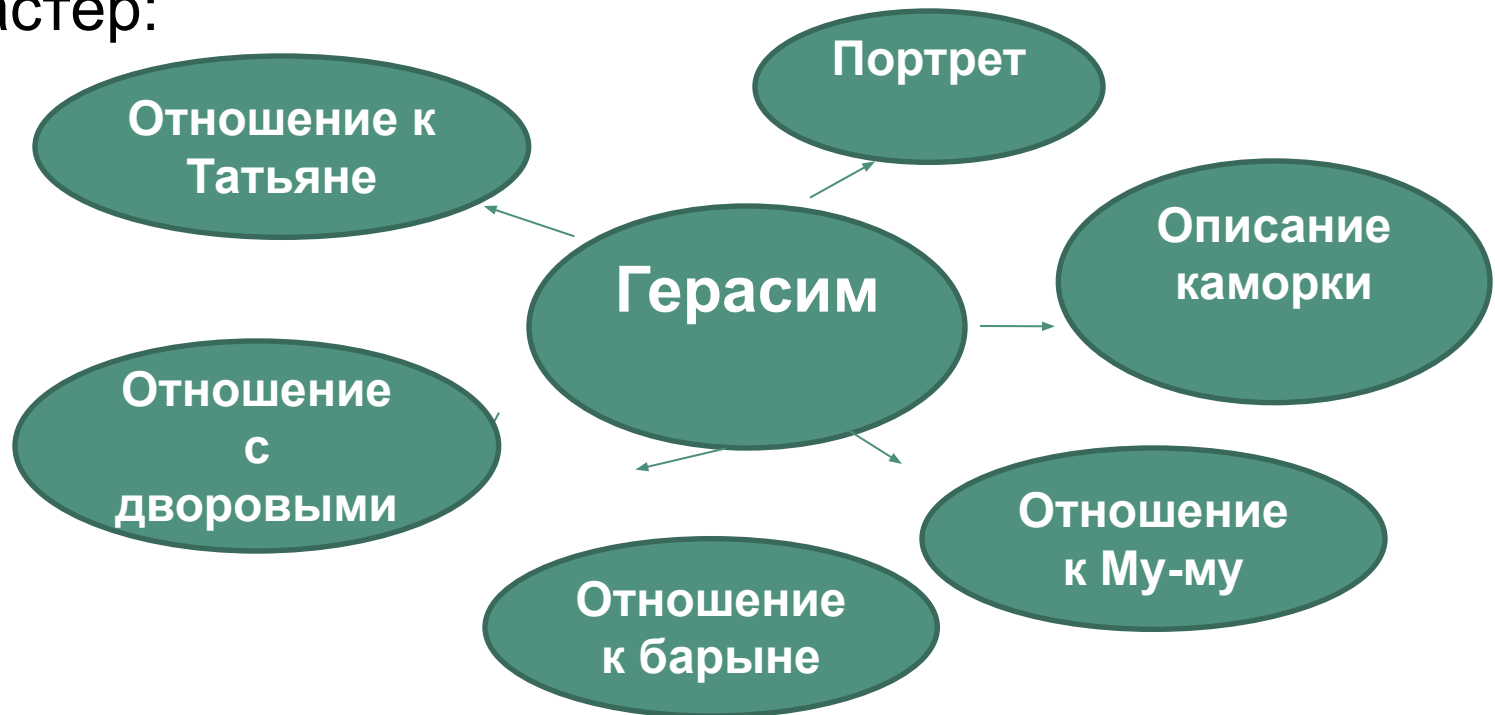 астер:
Портрет
Отношение к
Татьяне
Описание
каморки
Герасим
Отношение
с
дворовыми
Отношение
к Му-му
Отношение
к барыне